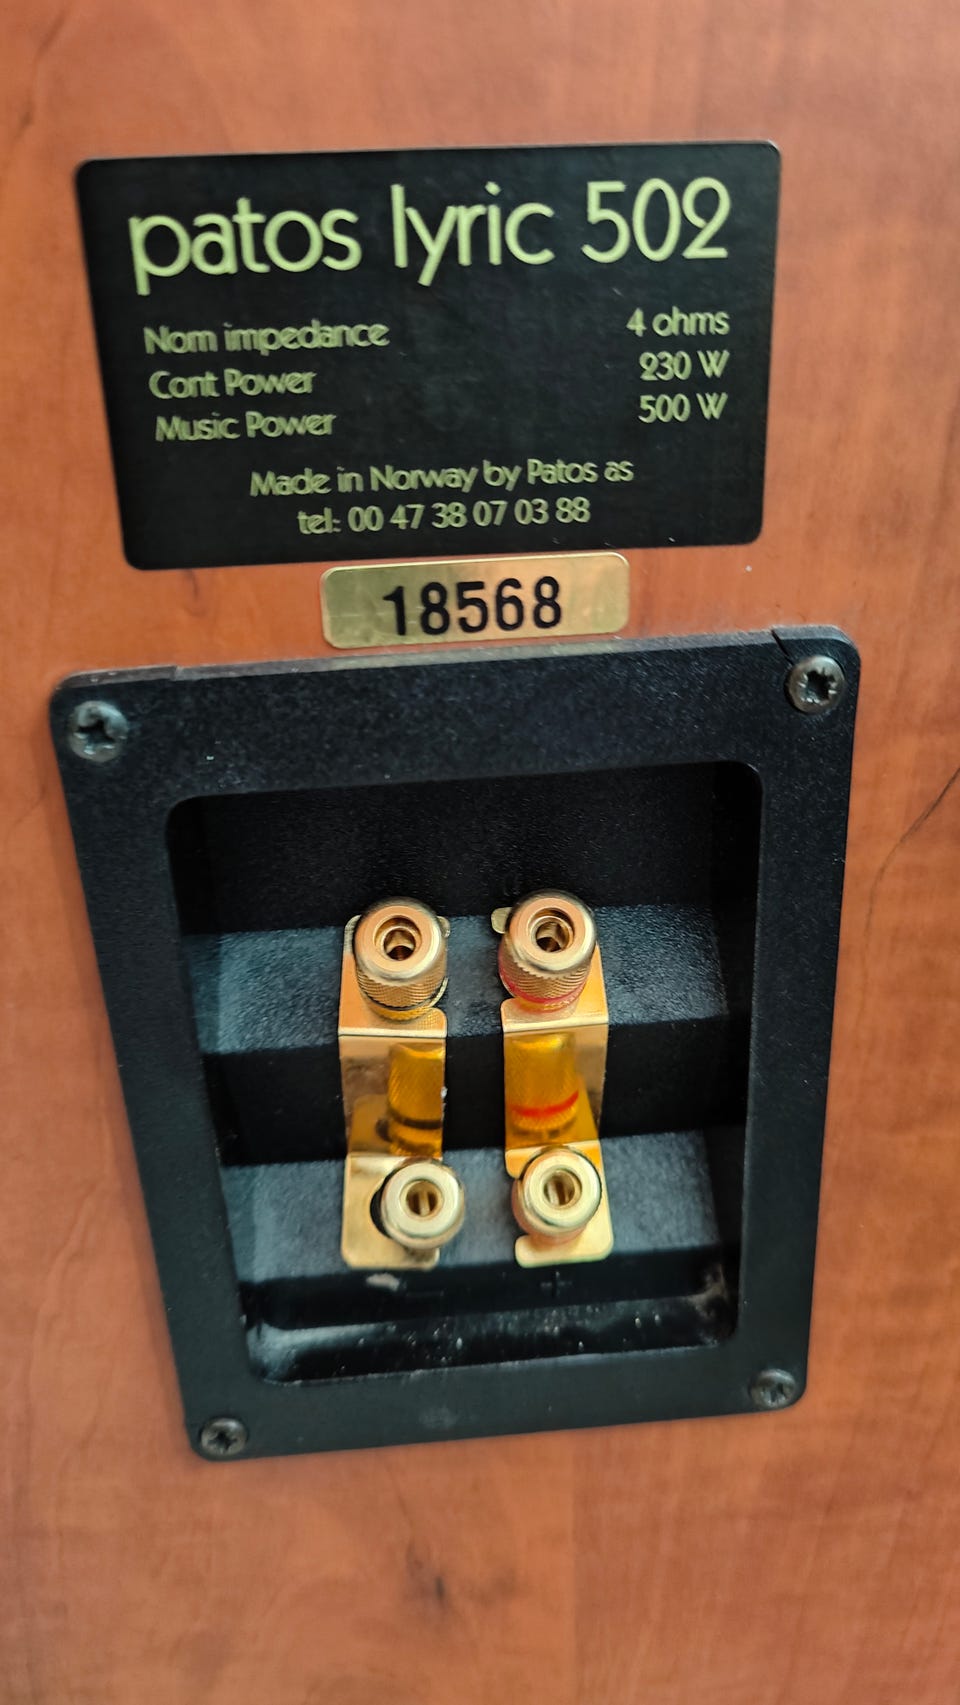 patos lyric 502
Nom impedance 4 ohms
Cont Power 230 W
Music Power 500 W
Made in Norway by Patos as
tel: 00 47 38 07 03 88
18568
- +